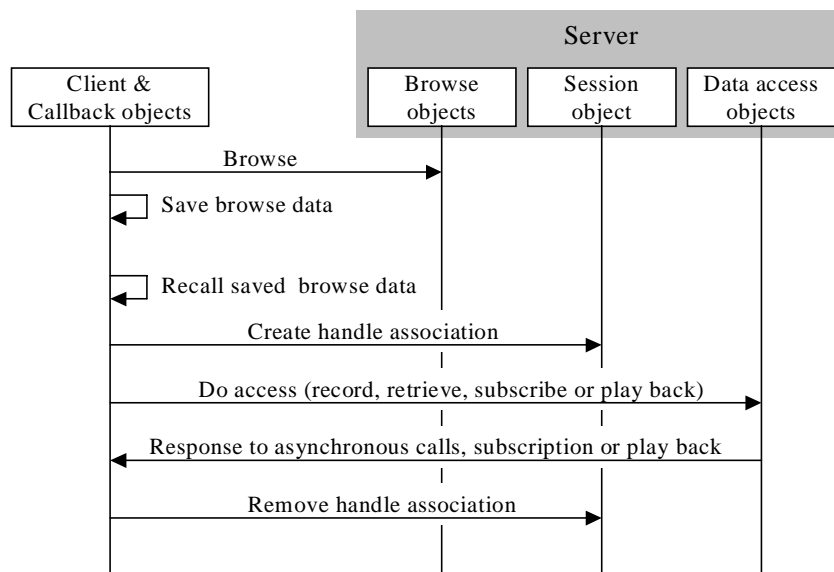 Server
Client &
Callback objects
Browse
objects
Session
object
Data access
objects
Browse
Save browse data
Recall saved browse data
Create handle association
Do access (record, retrieve, subscribe or play back)
Response to asynchronous calls, subscription or play back
Remove handle association